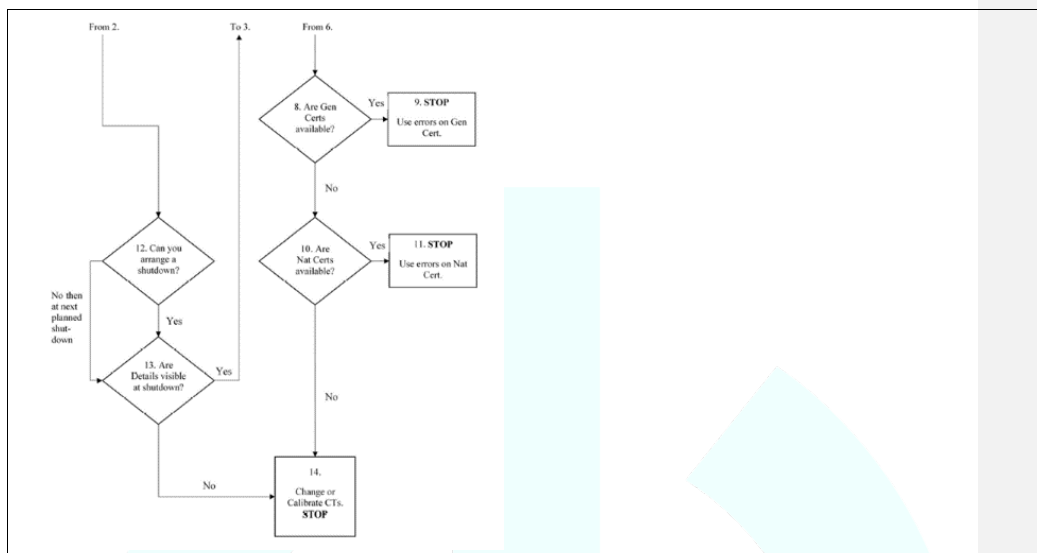 From 2.
To 3.
From 6.
8. Are Gen
Certs
available?
Yes
9. STOP
Use errors on Gen
Cert.
No
12. Can you
arrange a
shutdown?
10. Are
Nat Certs
available?
Yes
11. STOP
Use errors on Nat
Cert.
No then
at next
planned
shut-
down
Yes
13. Are
Details visible
at shutdown?
Yes
No
No
14.
Change or
Calibrate CTs.
STOP